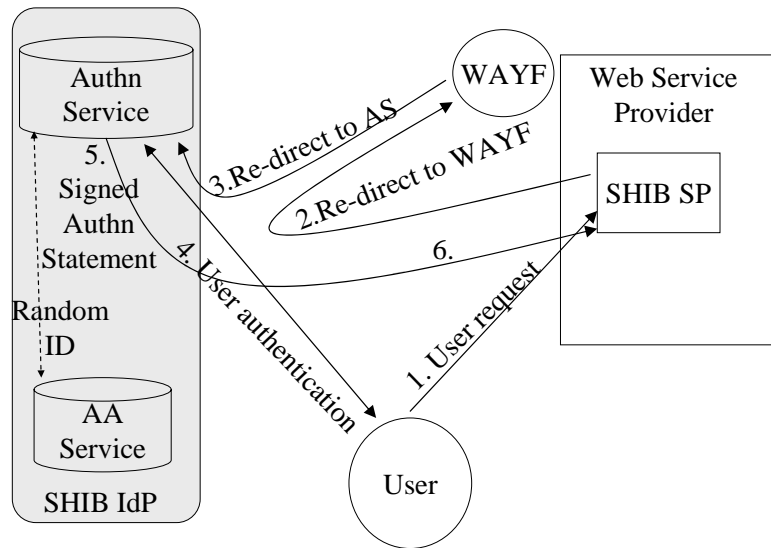 Authn
Service
WAYF
Web Service
Provider
3.Re-direct to AS
2.Re-direct to WAYF
SHIB SP
5.
Signed
Authn
Statement
4. User authentication
6.
1. User request
Random
ID
AA
Service
SHIB IdP
User